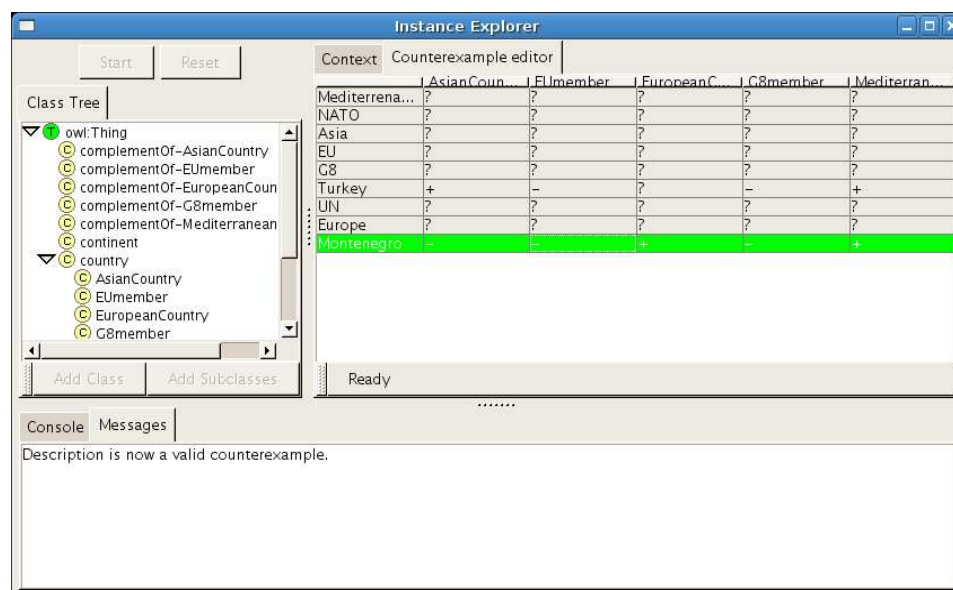 Instance Explorer
Start Reset
Context Counterexample editor
Class Tree
owl:Thing
complementOf-AsianCountry
complementOf-EUmember
complementOf-EuropeanCoun
complementOf-G8member
complementOf-Mediterranean
continent
country
AsianCountry
EUmember
EuropeanCountry
G8member
Add Class Add Subclasses
AsianCoun... EUmember EuropeanC... G8member Mediterran...
Mediterrena... ? ? ? ? ?
NATO ? ? ? ? ?
Asia ? ? ? ? ?
EU ? ? ? ? ?
G8 ? ? ? ? ?
Turkey + − ? − +
UN ? ? ? ? ?
Europe ? ? ? ? ?
Montenegro − − + − +
Ready
Console Messages
Description is now a valid counterexample.